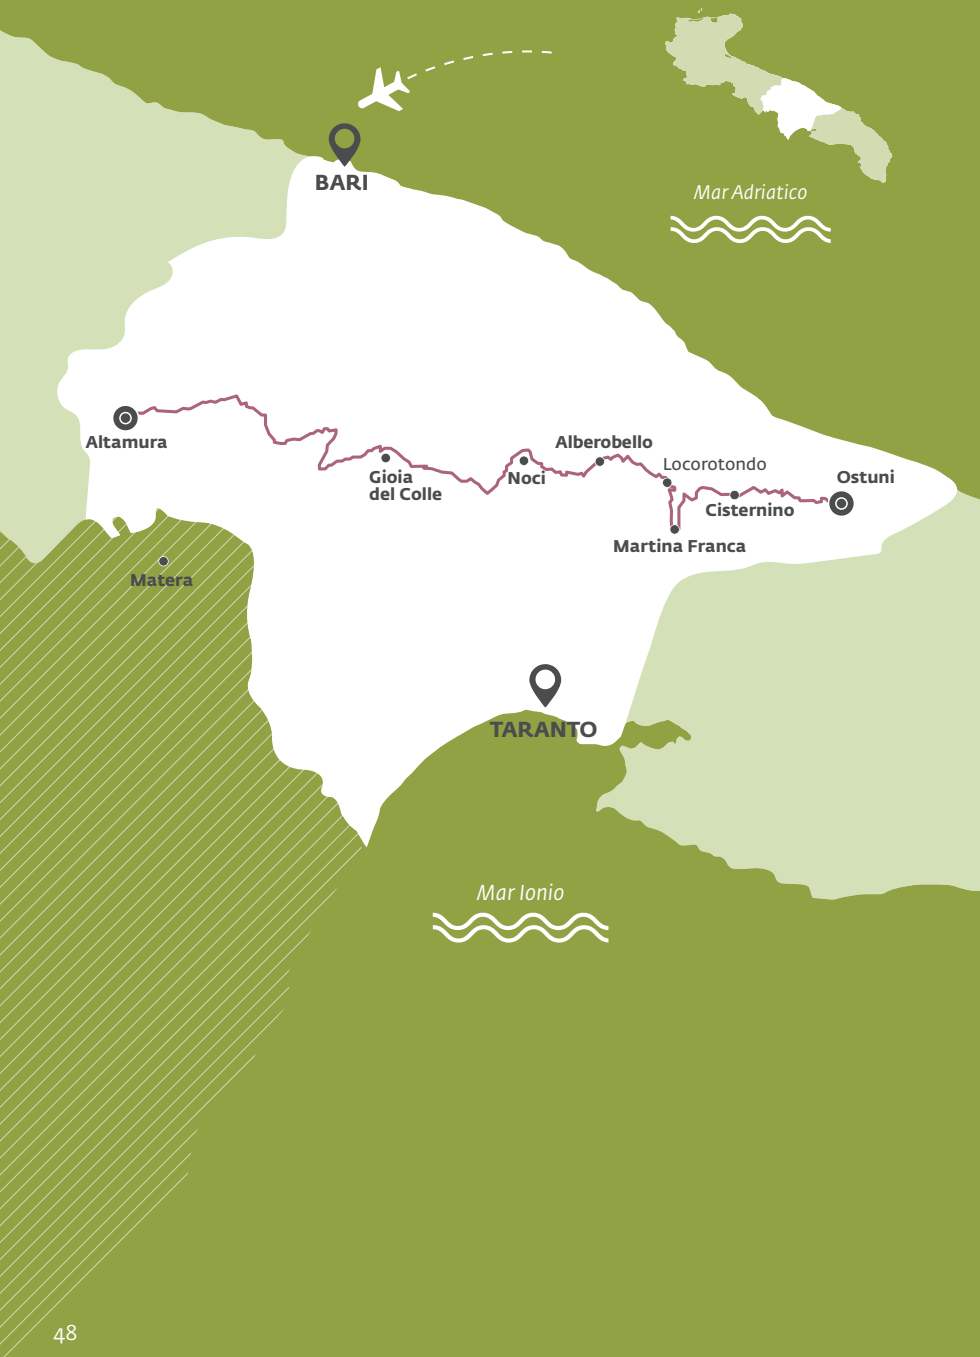 BARI
Mar Adriatico
Altamura
Alberobello
Locorotondo
Ostuni
Gioia
del Colle
Noci
Cisternino
Martina Franca
Matera
TARANTO
Mar Ionio
48